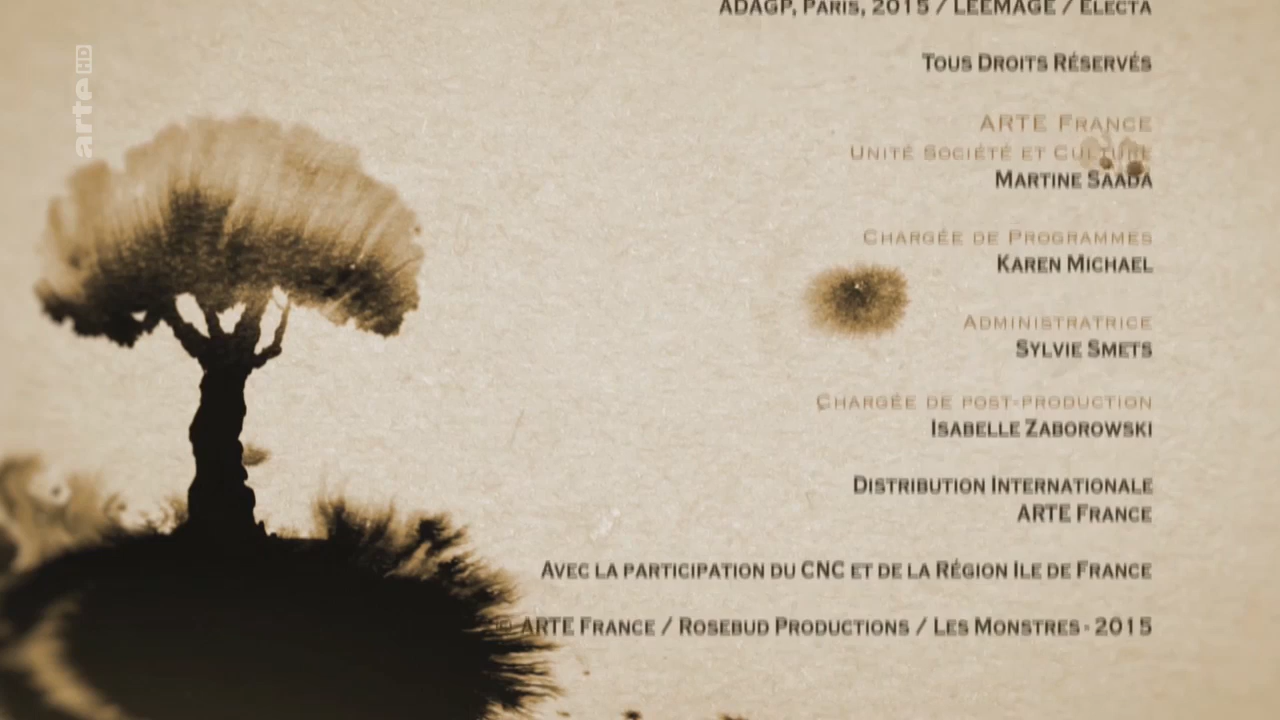 ADAGP, PARIS, 2015 / LEEMAGE / ELECTA
TOUS DROITS RÉSERVÉS
arte HD
ARTE FRANCE
UNITÉ SOCIÉTÉ ET CULTURE
MARTINE SAADA
CHARGÉE DE PROGRAMMES
KAREN MICHAEL
ADMINISTRATRICE
SYLVIE SMETS
CHARGÉE DE POST-PRODUCTION
ISABELLE ZABOROWSKI
DISTRIBUTION INTERNATIONALE
ARTE FRANCE
AVEC LA PARTICIPATION DU CNC ET DE LA RÉGION ILE DE FRANCE
© ARTE FRANCE / ROSEBUD PRODUCTIONS / LES MONSTRES - 2015